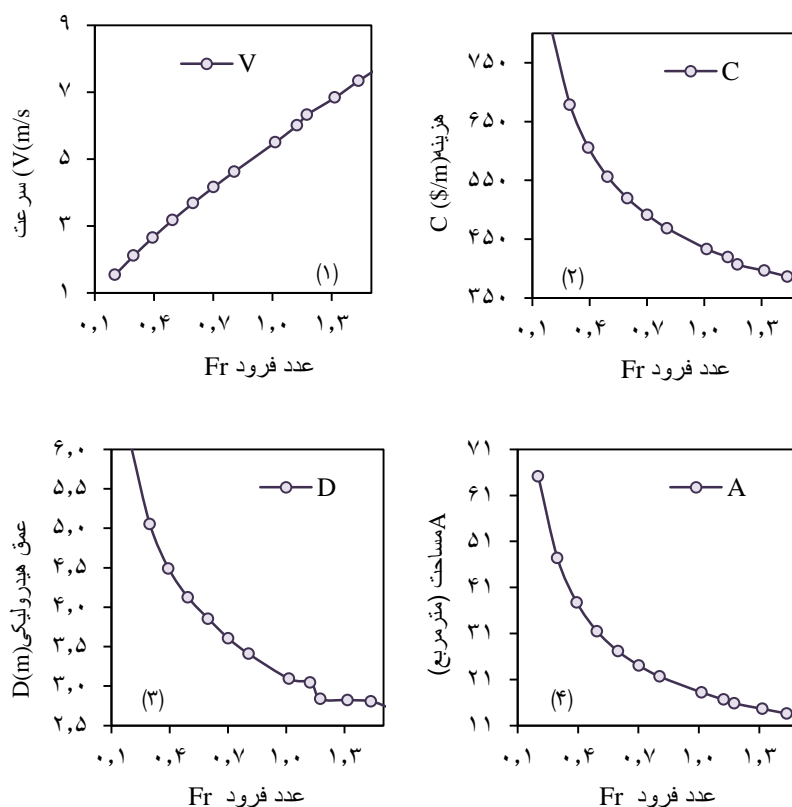 ۹
۷
۵
۳
1
V
سرعت V(m/s)
(۱)
۰,۱ ۰,۴ ۰,۷ ۱,۰ ۱,۳
عدد فرود Fr
۷۵۰
۶۵۰
۵۵۰
۴۵۰
۳۵۰
C
هزینه C ($/m)
(۲)
۰,۱ ۰,۴ ۰,۷ ۱,۰ ۱,۳
عدد فرود Fr
۶,۰
۵,۵
۵,۰
۴,۵
۴,۰
۳,۵
۳,۰
۲,۵
D
عمق هیدرولیکی D(m)
(۳)
۰,۱ ۰,۴ ۰,۷ ۱,۰ ۱,۳
عدد فرود Fr
۷۱
۶۱
۵۱
۴۱
۳۱
۲۱
۱۱
A
A مساحت (مترمربع)
(۴)
۰,۱ ۰,۴ ۰,۷ ۱,۰ ۱,۳
عدد فرود Fr